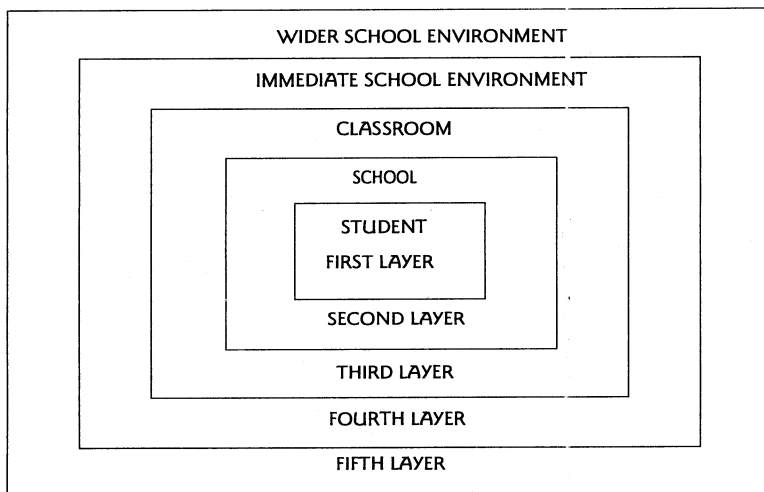 WIDER SCHOOL ENVIRONMENT
IMMEDIATE SCHOOL ENVIRONMENT
CLASSROOM
SCHOOL
STUDENT
FIRST LAYER
SECOND LAYER
THIRD LAYER
FOURTH LAYER
FIFTH LAYER